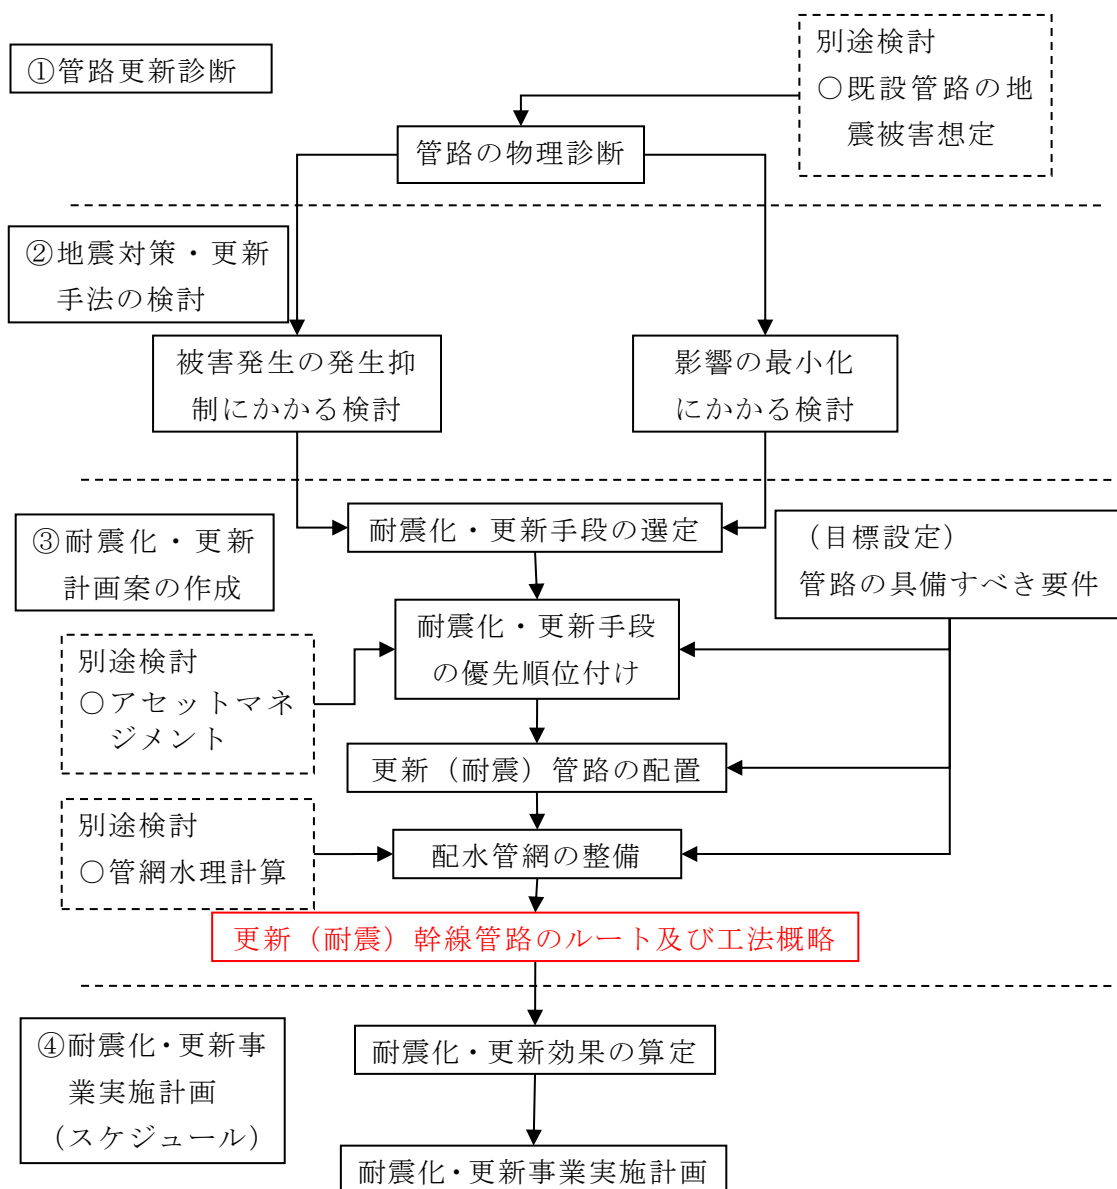 ①管路更新診断
別途検討
○既設管路の地
震被害想定
管路の物理診断
②地震対策・更新
手法の検討
被害発生の発生抑
制にかかる検討
影響の最小化
にかかる検討
③耐震化・更新
計画案の作成
耐震化・更新手段の選定
（目標設定）
管路の具備すべき要件
耐震化・更新手段
の優先順位付け
別途検討
○アセットマネ
ジメント
更新（耐震）管路の配置
別途検討
○管網水理計算
配水管網の整備
更新（耐震）幹線管路のルート及び工法概略
④耐震化・更新事
業実施計画
（スケジュール）
耐震化・更新効果の算定
耐震化・更新事業実施計画